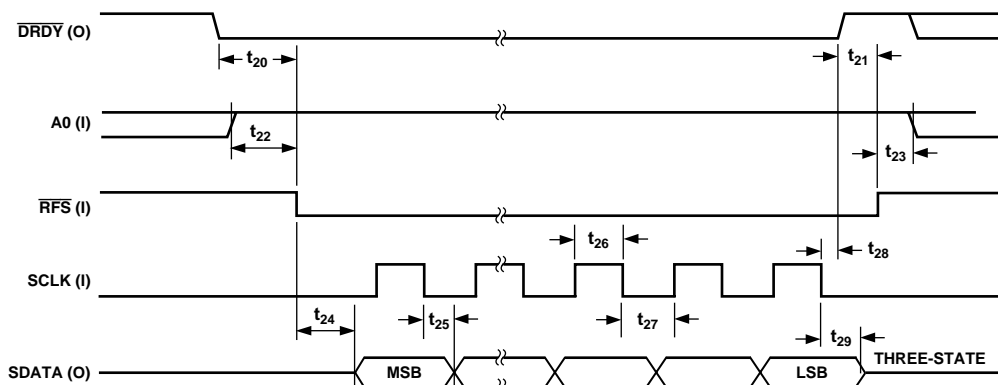 DRDY (O)
t20
t21
A0 (I)
t22
t23
RFS (I)
t26
t28
SCLK (I)
t24
t25
t27
t29
THREE-STATE
SDATA (O)
MSB
LSB